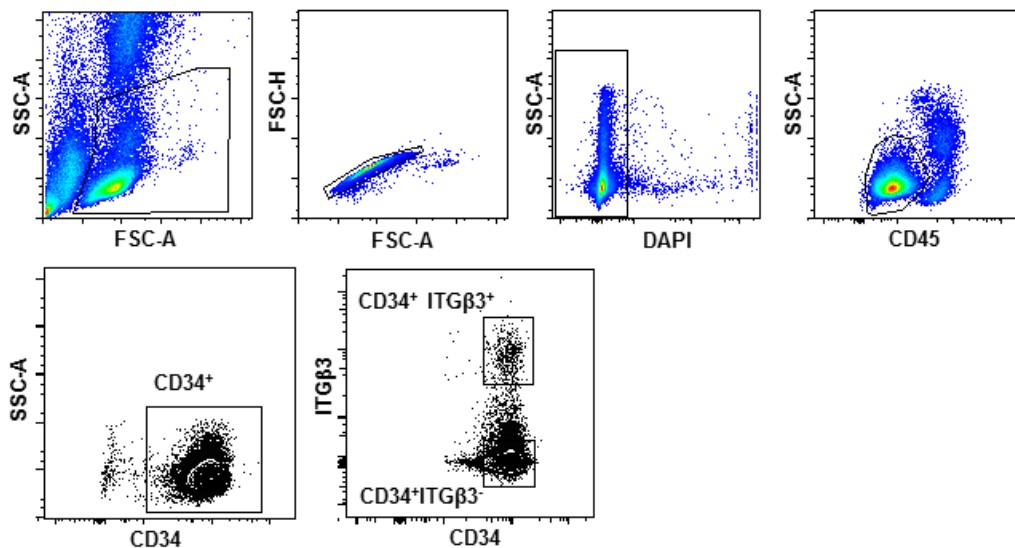 SSC-A
FSC-A
FSC-H
FSC-A
SSC-A
DAPI
SSC-A
CD45
SSC-A
CD34⁺
CD34
ITGβ3
CD34⁺ ITGβ3⁺
CD34⁺ITGβ3⁻
CD34